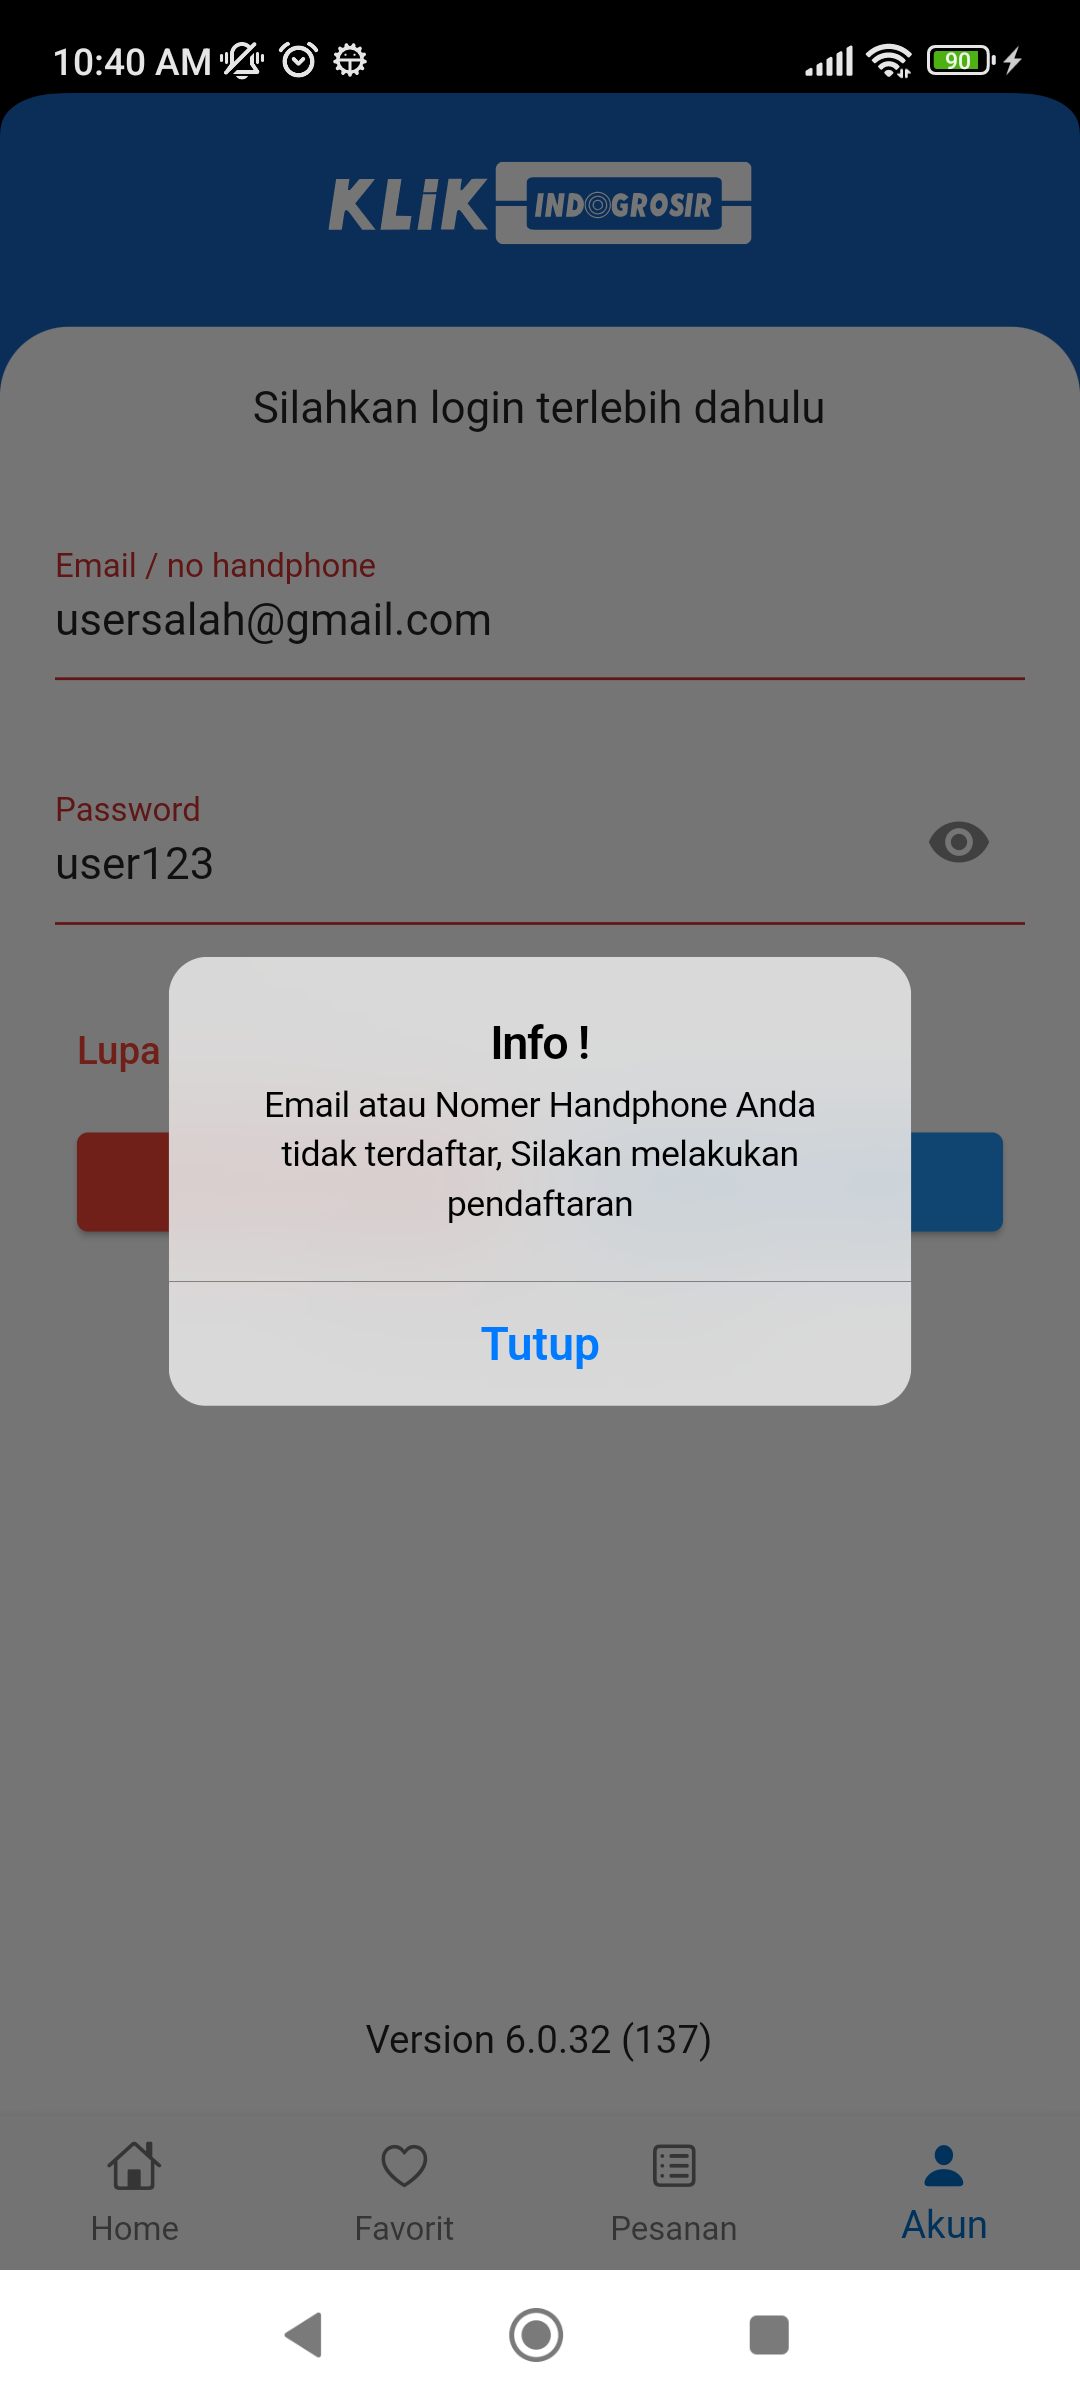 10:40 AM
90
KLiK INDOGROSIR
Silahkan login terlebih dahulu
Email / no handphone
usersalah@gmail.com
Password
user123
Lupa
Info !
Email atau Nomer Handphone Anda
tidak terdaftar, Silakan melakukan
pendaftaran
Tutup
Version 6.0.32 (137)
Home
Favorit
Pesanan
Akun